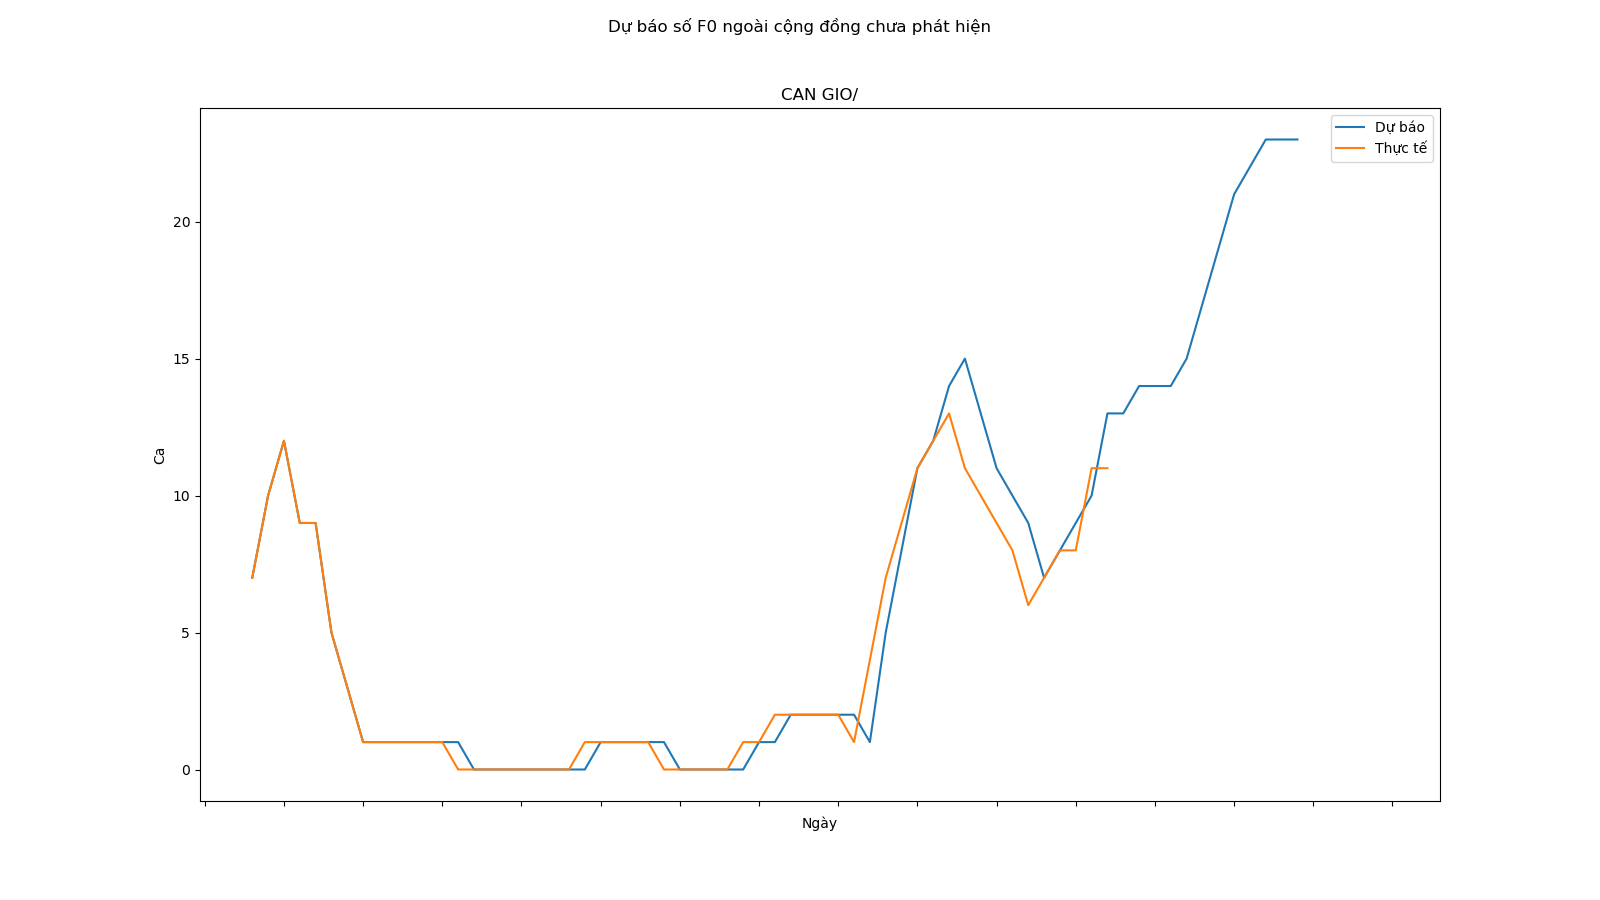 Dự báo số F0 ngoài cộng đồng chưa phát hiện
CAN GIO/
Dự báo
Thực tế
20
15
10
5
0
Ca
Ngày